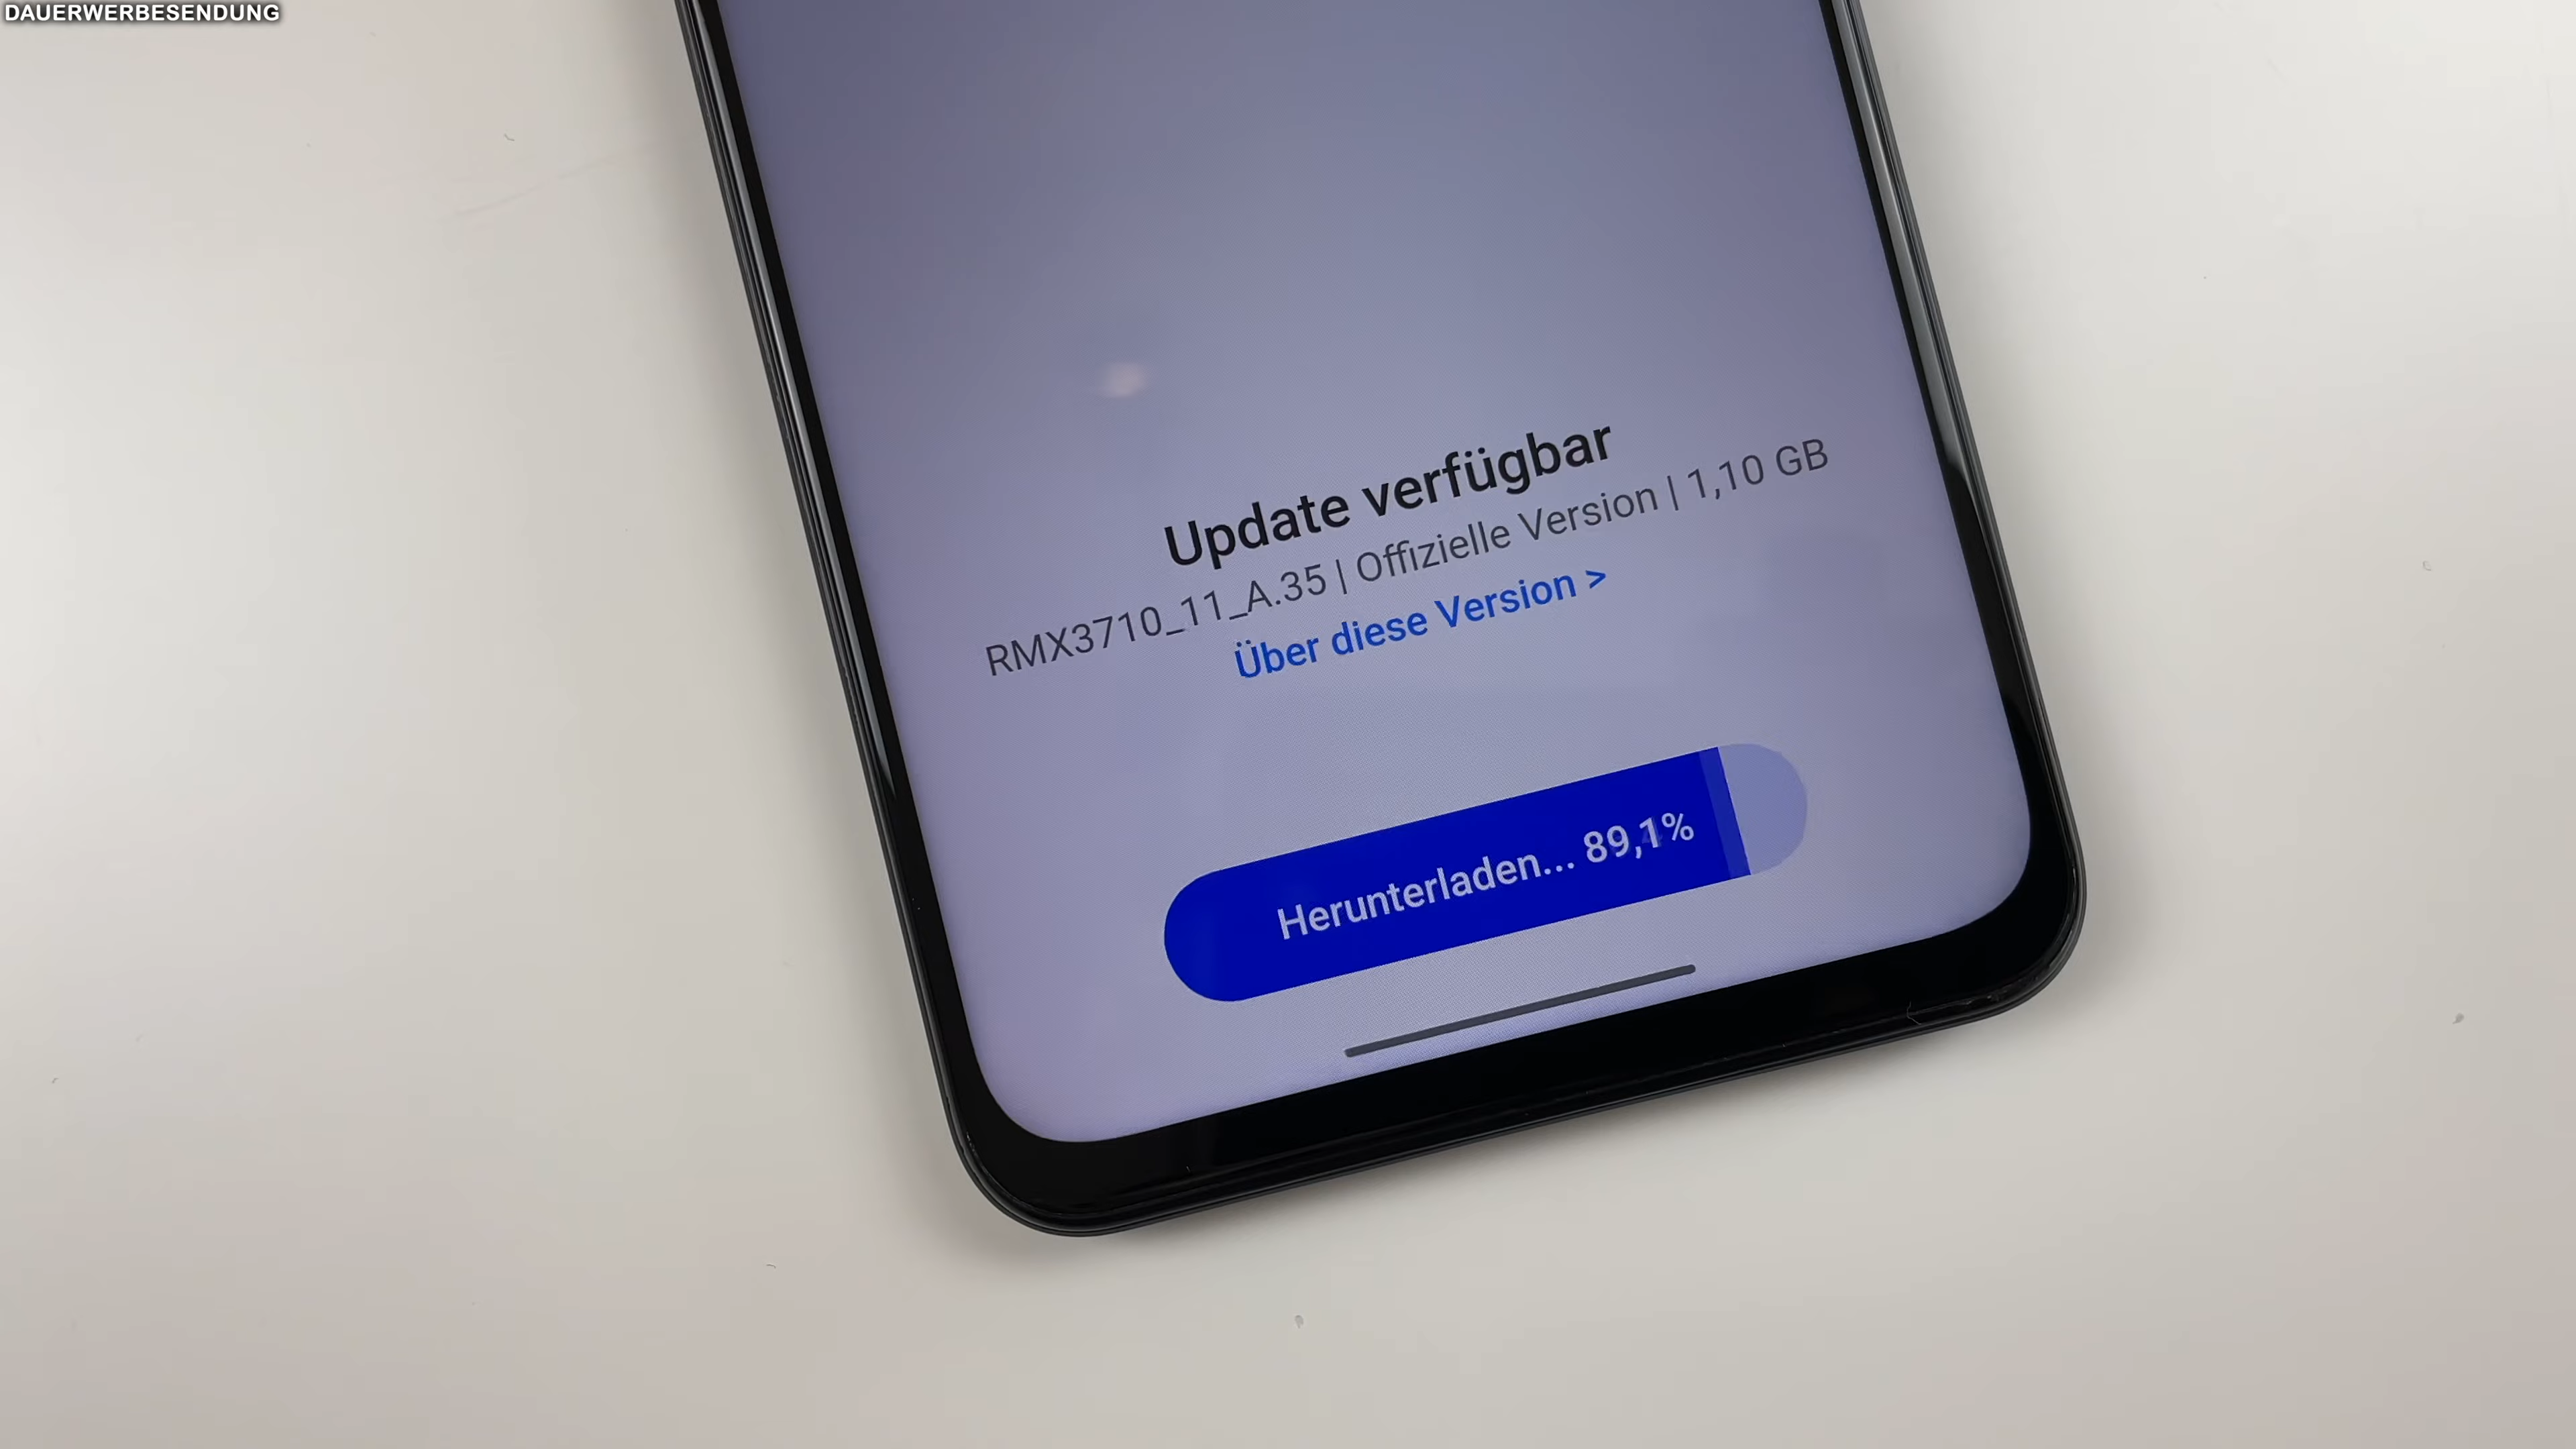 DAUERWERBESENDUNG
Update verfügbar
RMX3710_11_A.35 | Offizielle Version | 1,10 GB
Über diese Version >
Herunterladen... 89,1%